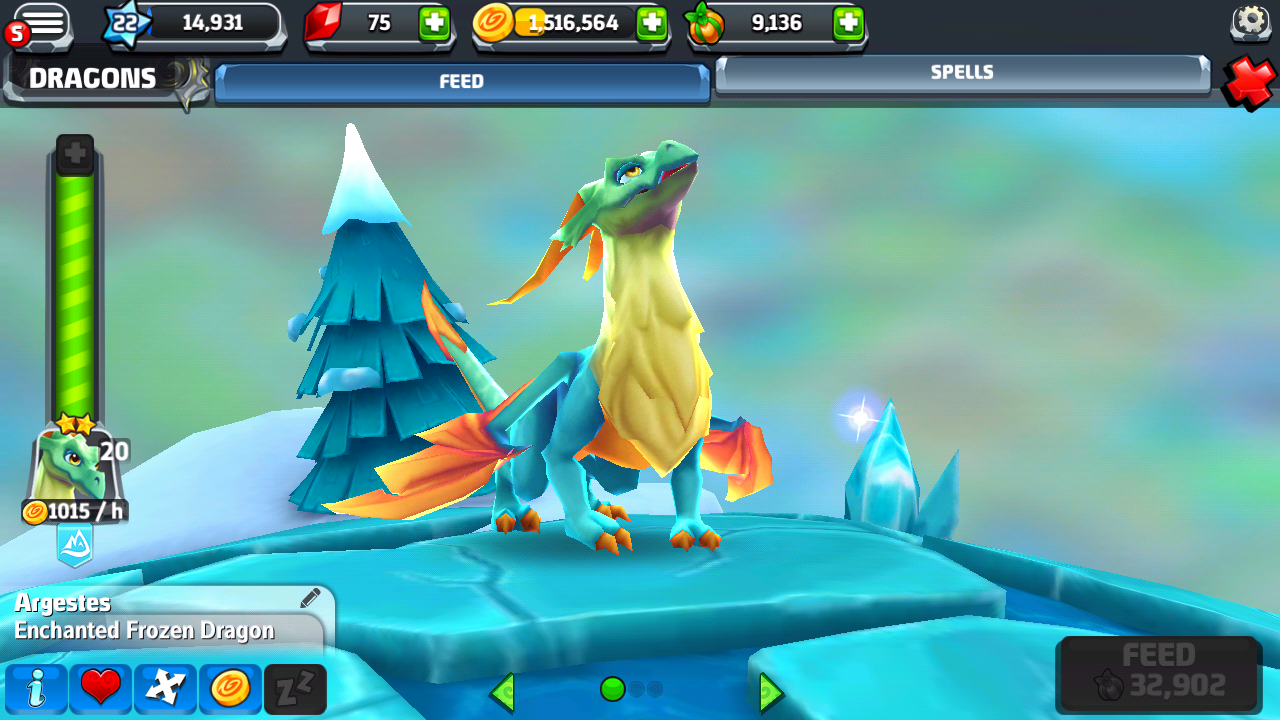 S
22
14,931
75
1,516,564
9,136
DRAGONS
FEED
SPELLS
20
1015 / h
Argestes
Enchanted Frozen Dragon
i
z z
FEED
32,902